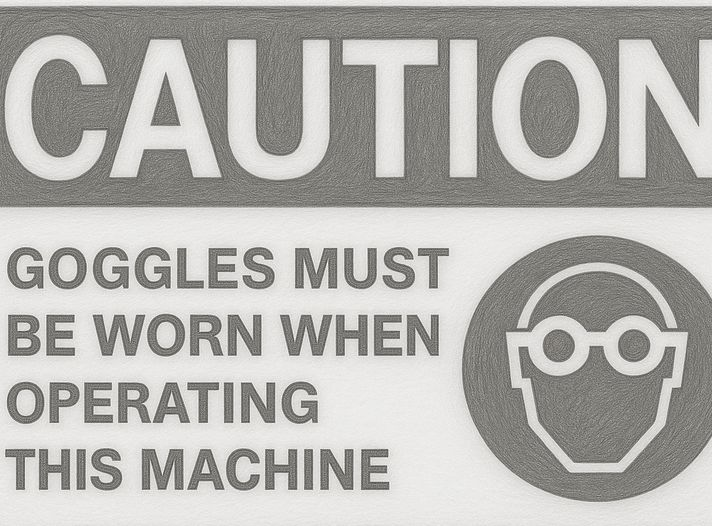 CAUTION
GOGGLES MUST
BE WORN WHEN
OPERATING
THIS MACHINE